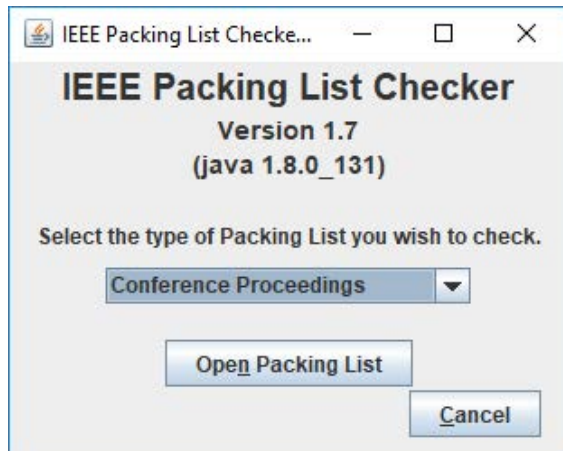 IEEE Packing List Checke...
IEEE Packing List Checker
Version 1.7
(java 1.8.0_131)
Select the type of Packing List you wish to check.
Conference Proceedings
Open Packing List
Cancel